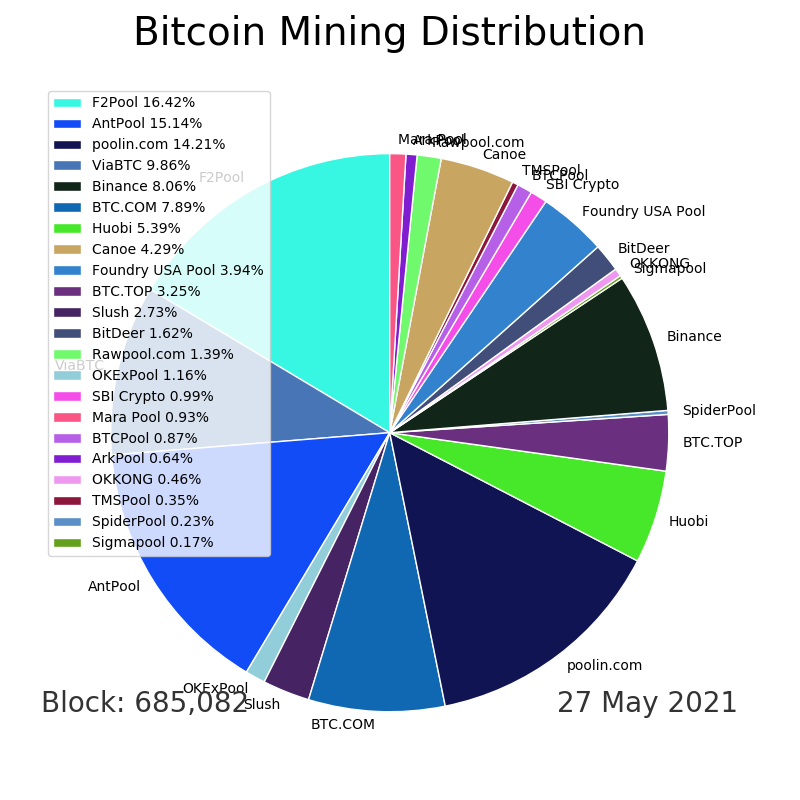 Bitcoin Mining Distribution
F2Pool 16.42%
AntPool 15.14%
poolin.com 14.21%
ViaBTC 9.86%
Binance 8.06%
BTC.COM 7.89%
Huobi 5.39%
Canoe 4.29%
Foundry USA Pool 3.94%
BTC.TOP 3.25%
Slush 2.73%
BitDeer 1.62%
Rawpool.com 1.39%
OKExPool 1.16%
SBI Crypto 0.99%
Mara Pool 0.93%
BTCPool 0.87%
ArkPool 0.64%
OKKONG 0.46%
TMSPool 0.35%
SpiderPool 0.23%
Sigmapool 0.17%
F2Pool
ViaBTC
AntPool
OKExPool
Slush
BTC.COM
poolin.com
Huobi
BTC.TOP
SpiderPool
Binance
Sigmapool
OKKONG
BitDeer
Foundry USA Pool
SBI Crypto
BTCPool
TMSPool
Canoe
Rawpool.com
ArkPool
Mara Pool
Block: 685,082
27 May 2021